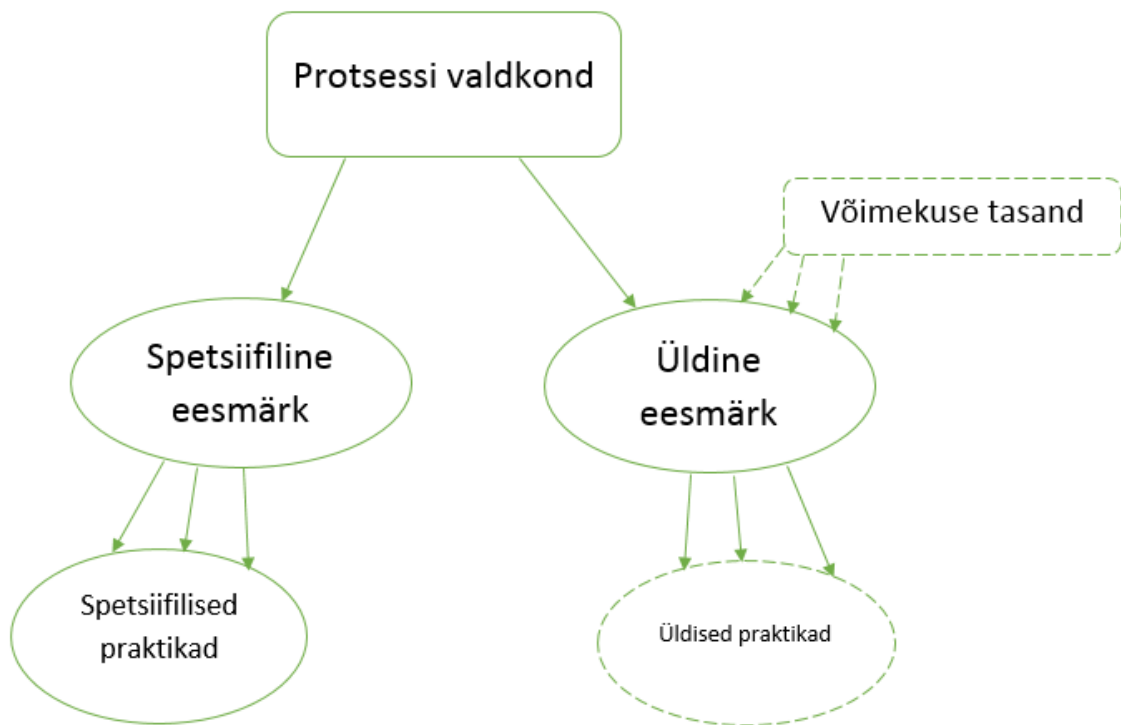 Protsessi valdkond
Võimekuse tasand
Spetsiifiline
eesmärk
Üldine
eesmärk
Spetsiifilised
praktikad
Üldised praktikad